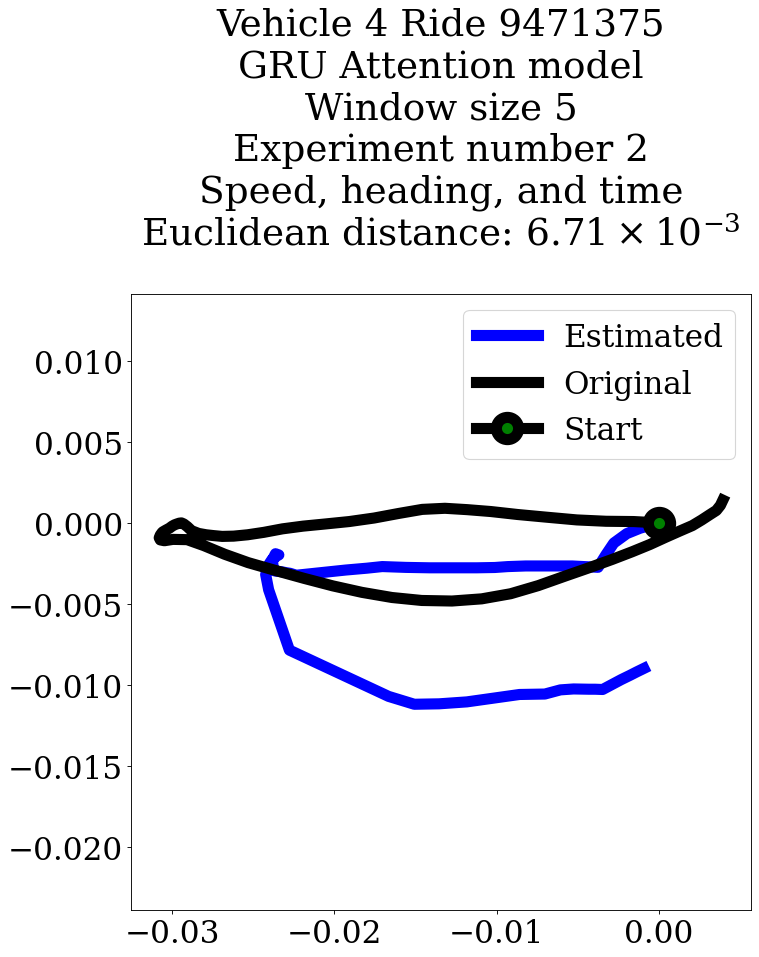 Vehicle 4 Ride 9471375
GRU Attention model
Window size 5
Experiment number 2
Speed, heading, and time
Euclidean distance: 6.71 × 10⁻³
Estimated
Original
Start
0.010
0.005
0.000
−0.005
−0.010
−0.015
−0.020
−0.03 −0.02 −0.01 0.00